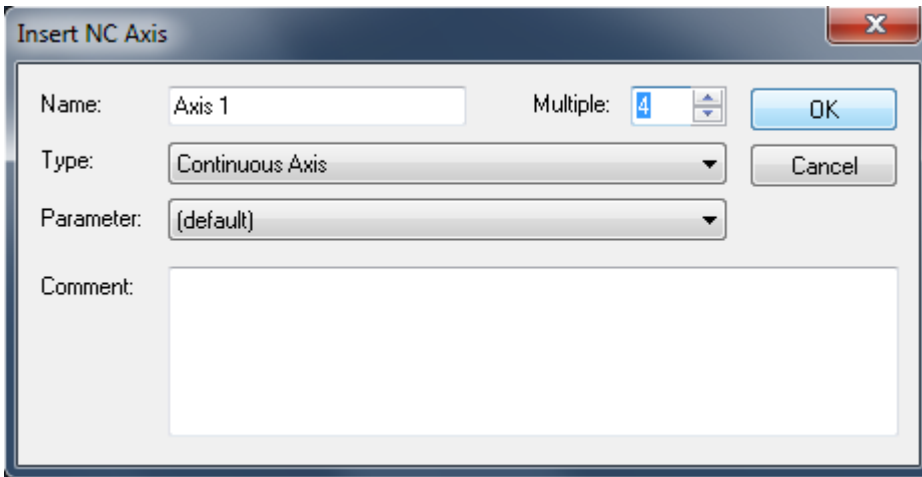 Insert NC Axis
Name: Axis 1 Multiple: 4 OK
Type: Continuous Axis Cancel
Parameter: (default)
Comment: